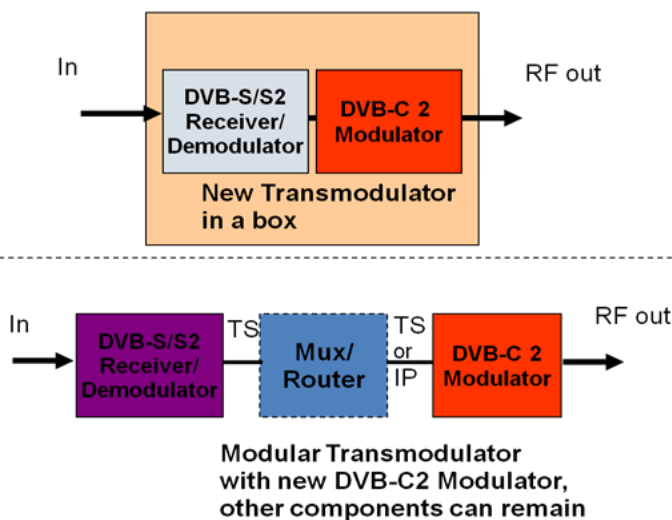 In
RF out
DVB-S/S2
Receiver/
Demodulator
DVB-C 2
Modulator
New Transmodulator
in a box
In
RF out
DVB-S/S2
Receiver/
Demodulator
TS
Mux/
Router
TS
or
IP
DVB-C 2
Modulator
Modular Transmodulator
with new DVB-C2 Modulator,
other components can remain